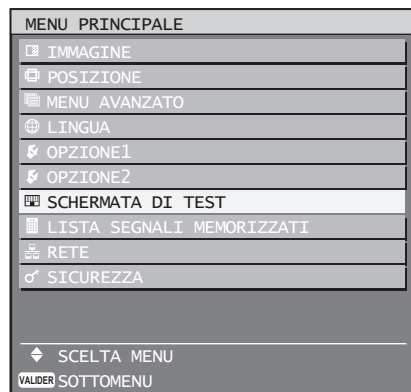 MENU PRINCIPALE
IMMAGINE
POSIZIONE
MENU AVANZATO
LINGUA
OPZIONE1
OPZIONE2
SCHERMATA DI TEST
LISTA SEGNALI MEMORIZZATI
RETE
SICUREZZA
SCELTA MENU
VALIDER SOTTOMENU